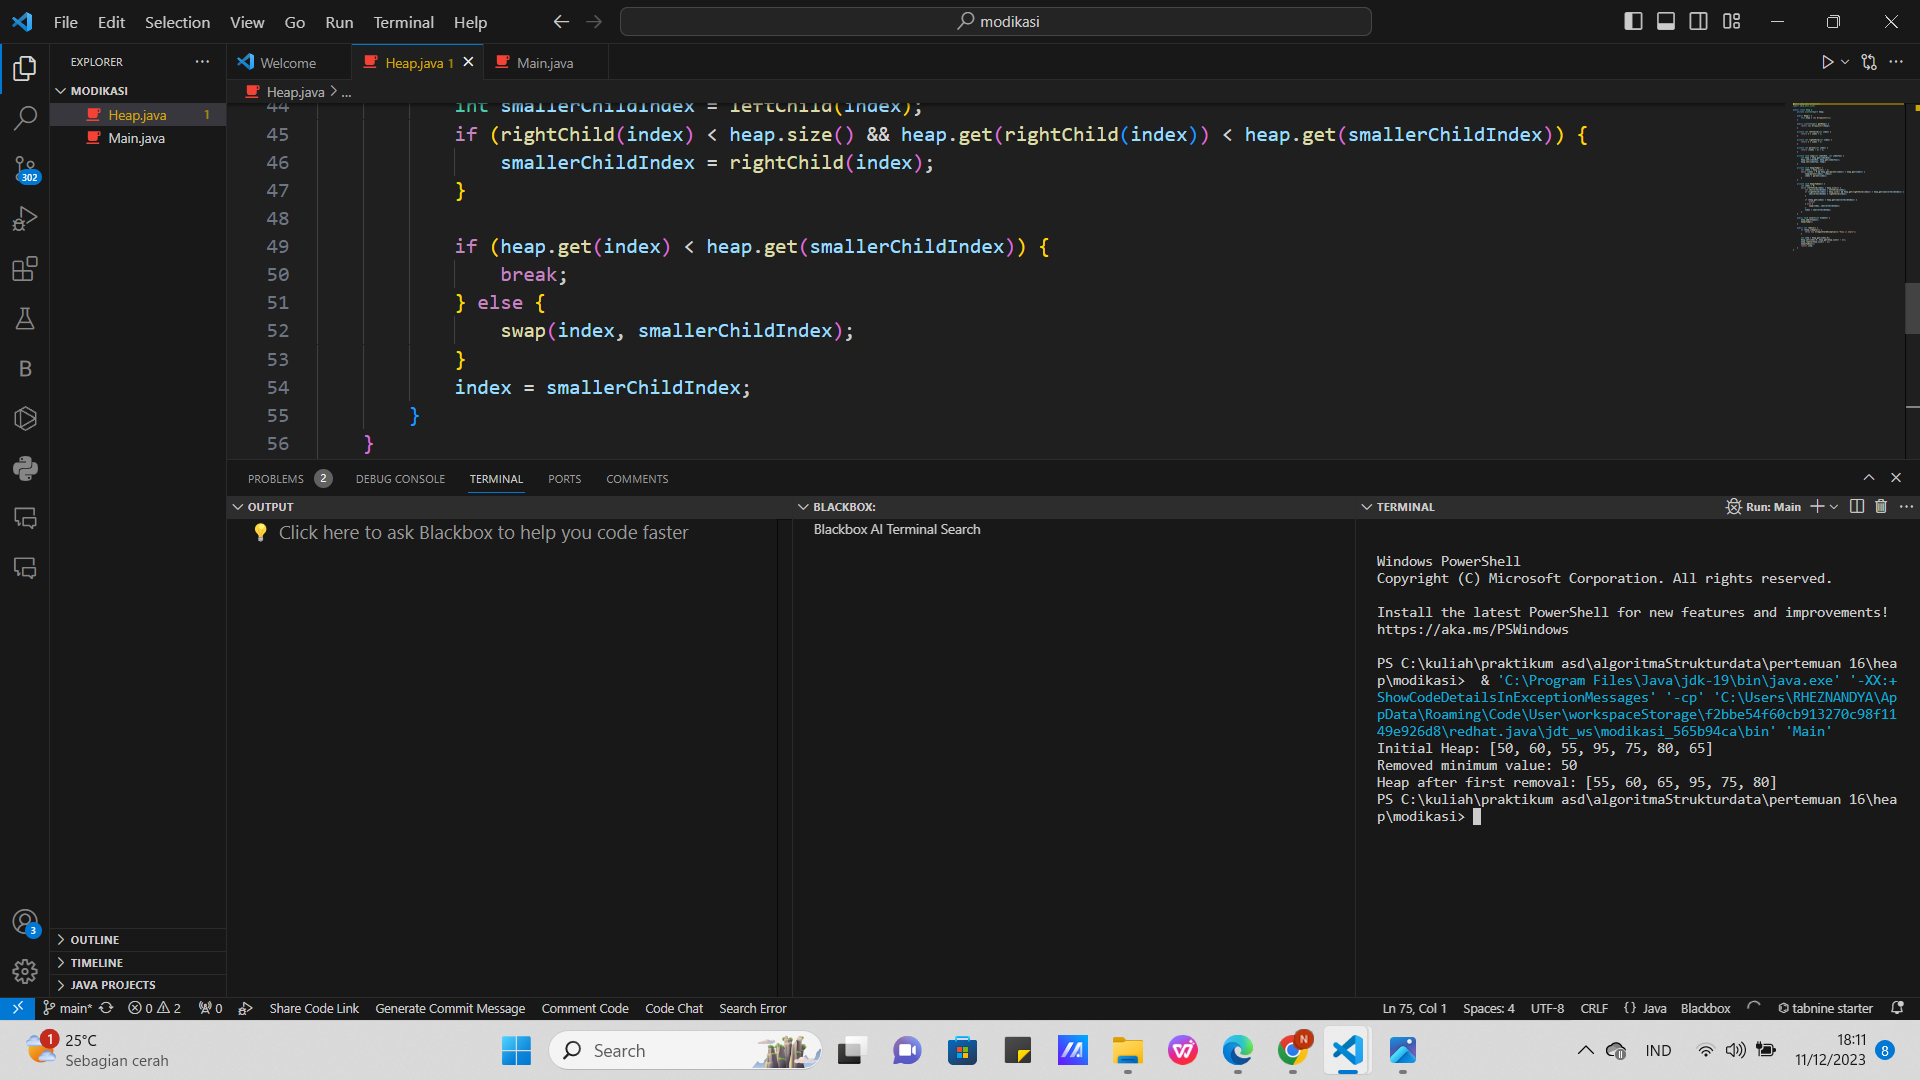 File Edit Selection View Go Run Terminal Help
modikasi
EXPLORER
Welcome
Heap.java 1
Main.java
MODIKASI
Heap.java > ...
Heap.java 1
Main.java
44 int smallerChildIndex = leftChild(index);
45 if (rightChild(index) < heap.size() && heap.get(rightChild(index)) < heap.get(smallerChildIndex)) {
46 smallerChildIndex = rightChild(index);
47 }
48
49 if (heap.get(index) < heap.get(smallerChildIndex)) {
50 break;
51 } else {
52 swap(index, smallerChildIndex);
53 }
54 index = smallerChildIndex;
55 }
56 }
302
B
3
PROBLEMS 2 DEBUG CONSOLE TERMINAL PORTS COMMENTS
OUTPUT
Click here to ask Blackbox to help you code faster
BLACKBOX:
Blackbox AI Terminal Search
TERMINAL
Run: Main
Windows PowerShell
Copyright (C) Microsoft Corporation. All rights reserved.
Install the latest PowerShell for new features and improvements!
https://aka.ms/PSWindows
PS C:\kuliah\praktikum asd\algoritmaStrukturdata\pertemuan 16\hea
p\modikasi>  & 'C:\Program Files\Java\jdk-19\bin\java.exe' '-XX:+
ShowCodeDetailsInExceptionMessages' '-cp' 'C:\Users\RHEZNANDYA\Ap
pData\Roaming\Code\User\workspaceStorage\f2bbe54f60cb913270c98f11
49e926d8\redhat.java\jdt_ws\modikasi_565b94ca\bin' 'Main'
Initial Heap: [50, 60, 55, 95, 75, 80, 65]
Removed minimum value: 50
Heap after first removal: [55, 60, 65, 95, 75, 80]
PS C:\kuliah\praktikum asd\algoritmaStrukturdata\pertemuan 16\hea
p\modikasi>
OUTLINE
TIMELINE
JAVA PROJECTS
main* 0 2 0 Share Code Link Generate Commit Message Comment Code Code Chat Search Error
Ln 75, Col 1 Spaces: 4 UTF-8 CRLF {} Java Blackbox tabnine starter
1
25°C
Sebagian cerah
Search
N
IND
18:11
11/12/2023
8